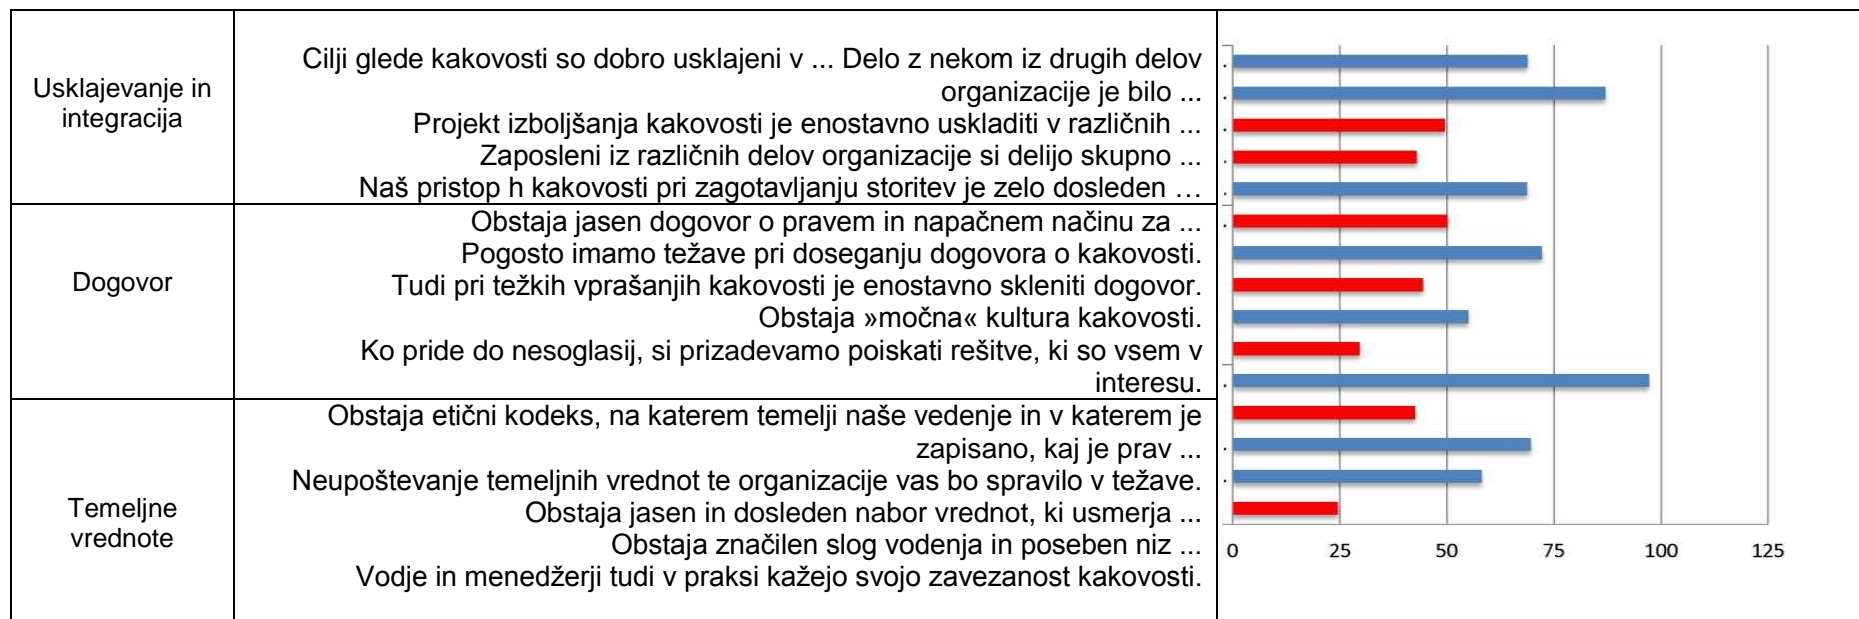 Usklajevanje in
integracija
Cilji glede kakovosti so dobro usklajeni v ... Delo z nekom iz drugih delov
organizacije je bilo ...
Projekt izboljšanja kakovosti je enostavno uskladiti v različnih ...
Zaposleni iz različnih delov organizacije si delijo skupno ...
Naš pristop h kakovosti pri zagotavljanju storitev je zelo dosleden …
Dogovor
Obstaja jasen dogovor o pravem in napačnem načinu za ...
Pogosto imamo težave pri doseganju dogovora o kakovosti.
Tudi pri težkih vprašanjih kakovosti je enostavno skleniti dogovor.
Obstaja »močna« kultura kakovosti.
Ko pride do nesoglasij, si prizadevamo poiskati rešitve, ki so vsem v
interesu.
Temeljne
vrednote
Obstaja etični kodeks, na katerem temelji naše vedenje in v katerem je
zapisano, kaj je prav ...
Neupoštevanje temeljnih vrednot te organizacije vas bo spravilo v težave.
Obstaja jasen in dosleden nabor vrednot, ki usmerja ...
Obstaja značilen slog vodenja in poseben niz ...
Vodje in menedžerji tudi v praksi kažejo svojo zavezanost kakovosti.
0 25 50 75 100 125